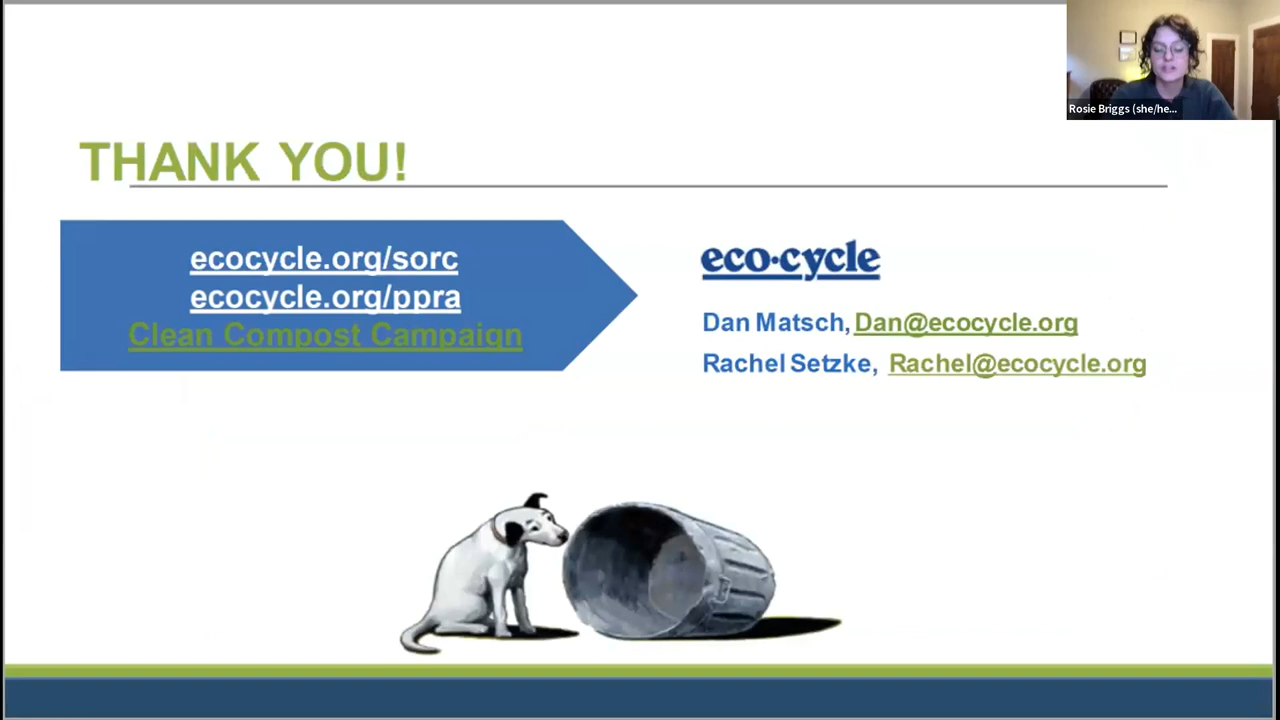 Rosie Briggs (she/he...
THANK YOU!
ecocycle.org/sorc
ecocycle.org/ppra
Clean Compost Campaign
eco·cycle
Dan Matsch, Dan@ecocycle.org
Rachel Setzke, Rachel@ecocycle.org